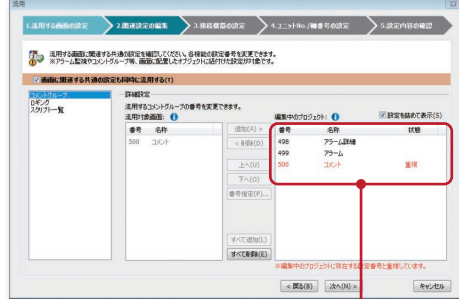 流用
1.流用する画面の設定
2.関連設定の編集
3.接続機器の設定
4.ユニットNo./軸番号の設定
5.設定内容の確認
流用する画面に関連する共通の設定を確認してください。各機能の設定番号を変更できます。
※アラーム監視やコメントグループ等、画面に配置したオブジェクトに紐付いた設定が対象です。
画面に関連する共通の設定も同時に流用する(T)
コメントグループ
ロギング
スクリプト一覧
詳細設定
流用するコメントグループの番号を変更できます。
流用対象画面:
番号 名称
500 コメント
追加(A) >
< 削除(D)
上へ(U)
下へ(O)
番号指定(P)...
すべて追加(L)
すべて削除(E)
編集中のプロジェクト:
設定を詰めて表示(S)
番号 名称 状態
498 アラーム詳細
499 アラーム
500 コメント 重複
※編集中のプロジェクトに存在する設定番号と重複しています。
< 戻る(B)
次へ(N) >
キャンセル